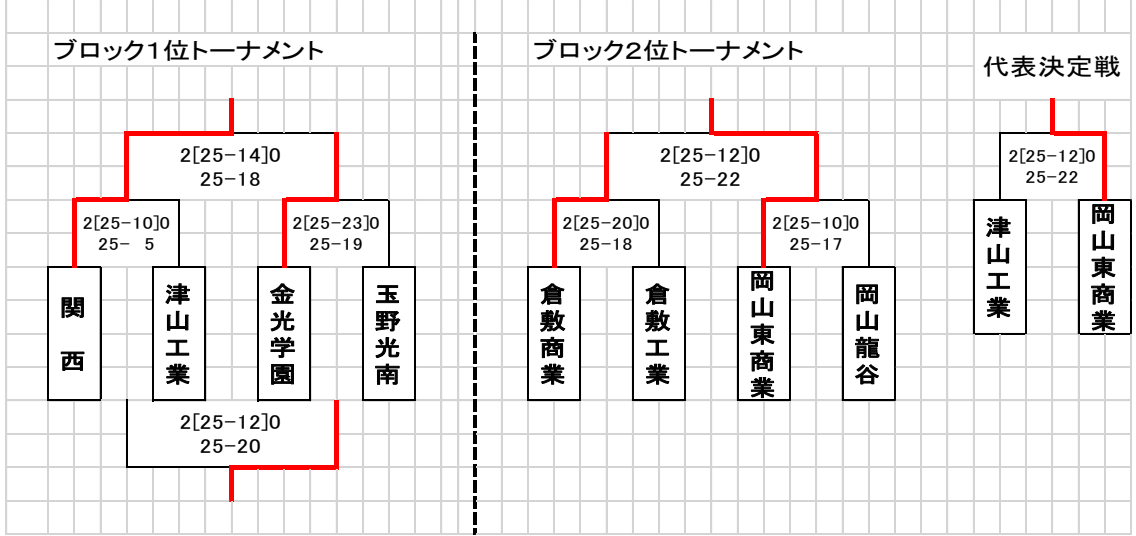 ブロック1位トーナメント
2[25-14]0
25-18
2[25-10]0
25- 5
2[25-23]0
25-19
関西
津山工業
金光学園
玉野光南
2[25-12]0
25-20
ブロック2位トーナメント
2[25-12]0
25-22
2[25-20]0
25-18
2[25-10]0
25-17
倉敷商業
倉敷工業
岡山東商業
岡山龍谷
代表決定戦
2[25-12]0
25-22
津山工業
岡山東商業